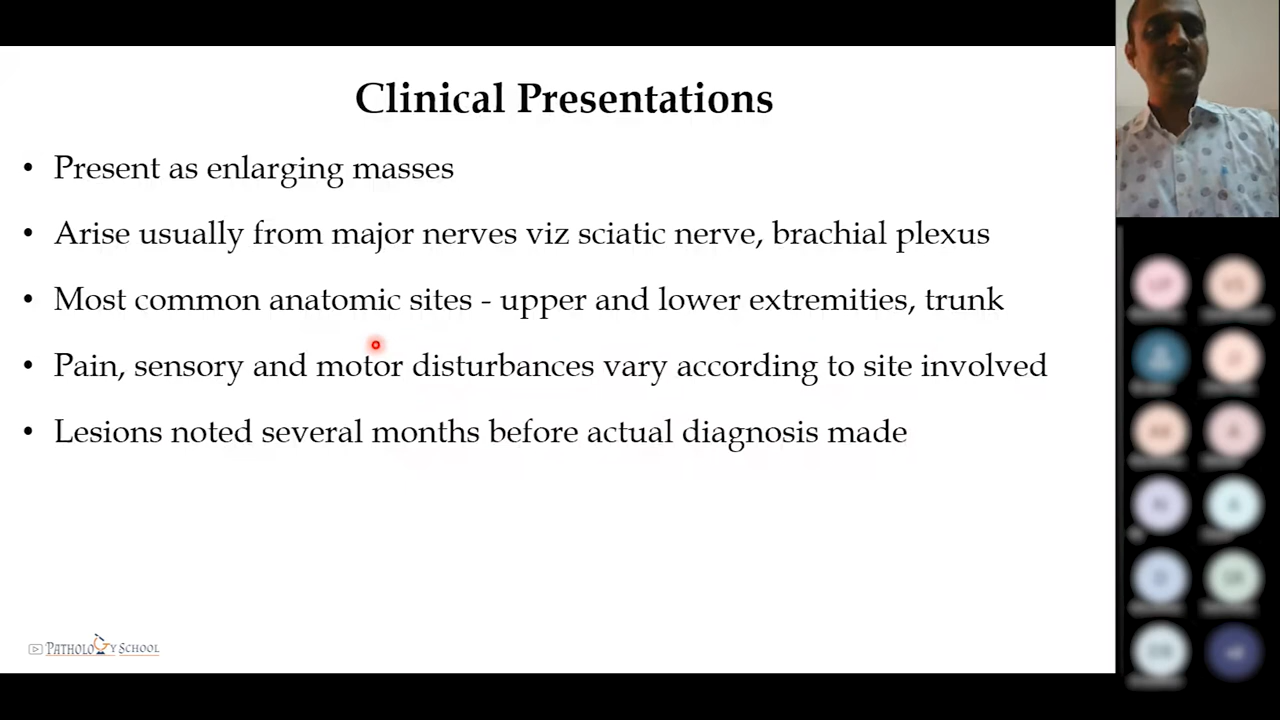 Clinical Presentations
• Present as enlarging masses
• Arise usually from major nerves viz sciatic nerve, brachial plexus
• Most common anatomic sites - upper and lower extremities, trunk
• Pain, sensory and motor disturbances vary according to site involved
• Lesions noted several months before actual diagnosis made
PATHOLOGY SCHOOL